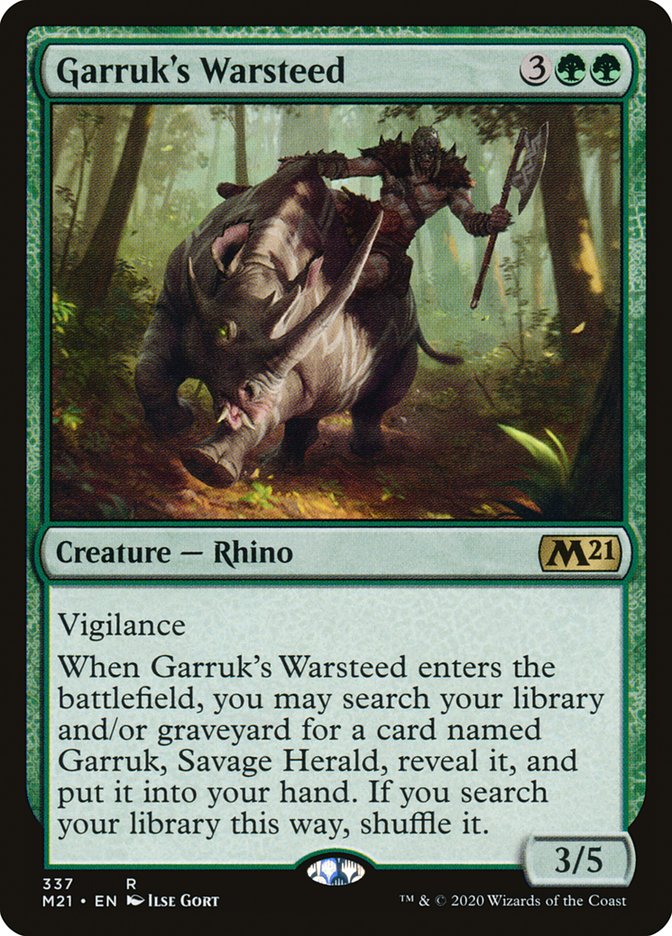 Garruk's Warsteed 3
Creature — Rhino M21
Vigilance
When Garruk's Warsteed enters the
battlefield, you may search your library
and/or graveyard for a card named
Garruk, Savage Herald, reveal it, and
put it into your hand. If you search
your library this way, shuffle it.
3/5
337 R
M21 • EN Ilse Gort ™ & © 2020 Wizards of the Coast